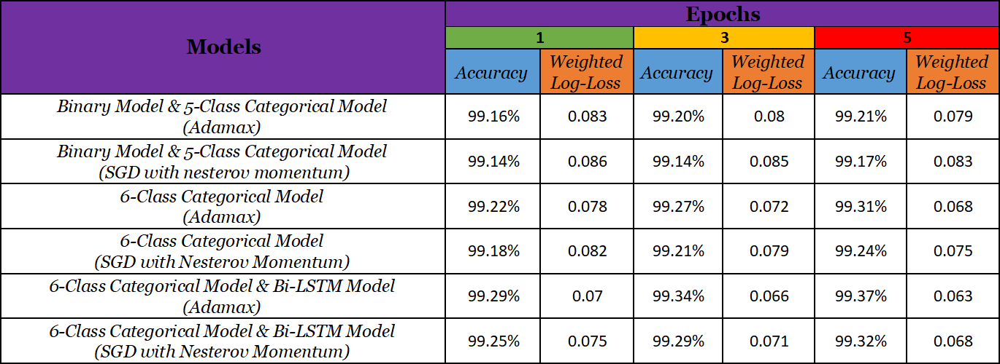 Models
Epochs
1 3 5
Accuracy Weighted Log-Loss Accuracy Weighted Log-Loss Accuracy Weighted Log-Loss
Binary Model & 5-Class Categorical Model
(Adamax)
99.16% 0.083 99.20% 0.08 99.21% 0.079
Binary Model & 5-Class Categorical Model
(SGD with nesterov momentum)
99.14% 0.086 99.14% 0.085 99.17% 0.083
6-Class Categorical Model
(Adamax)
99.22% 0.078 99.27% 0.072 99.31% 0.068
6-Class Categorical Model
(SGD with Nesterov Momentum)
99.18% 0.082 99.21% 0.079 99.24% 0.075
6-Class Categorical Model & Bi-LSTM Model
(Adamax)
99.29% 0.07 99.34% 0.066 99.37% 0.063
6-Class Categorical Model & Bi-LSTM Model
(SGD with Nesterov Momentum)
99.25% 0.075 99.29% 0.071 99.32% 0.068